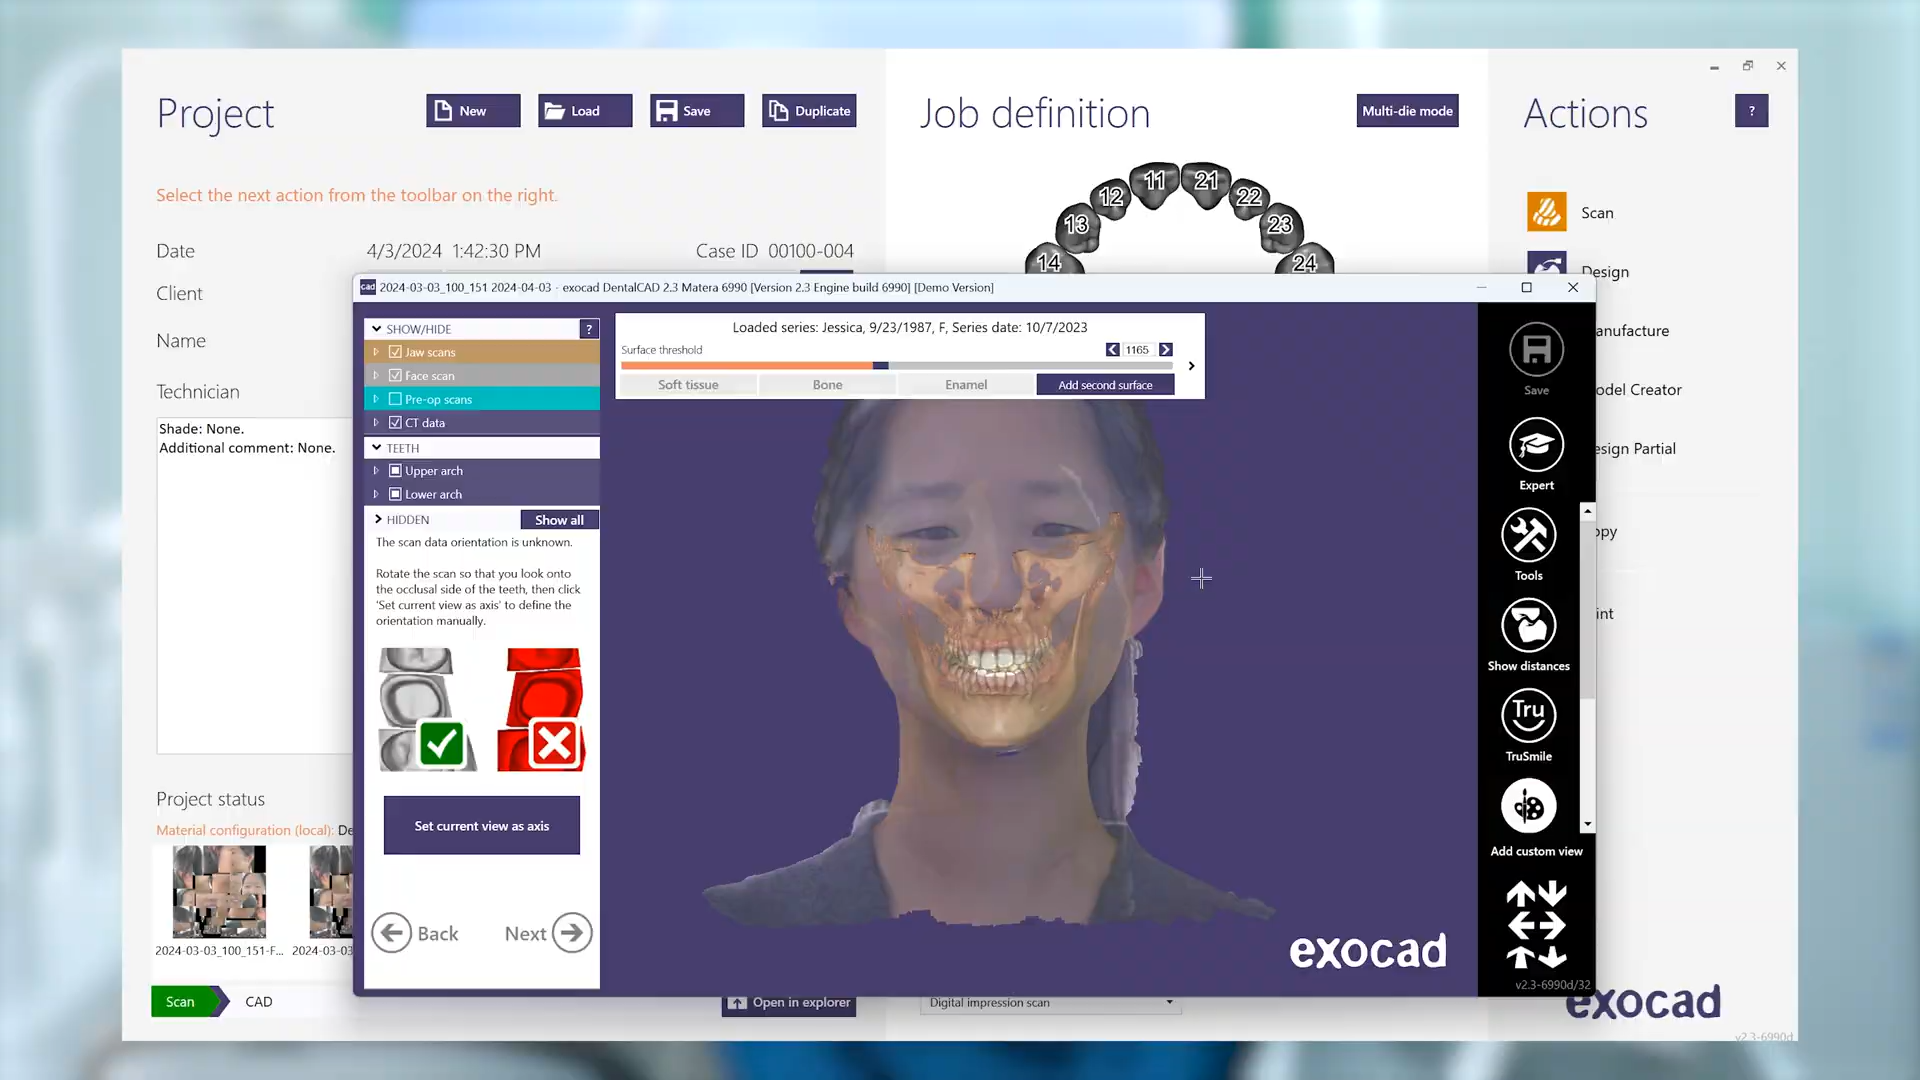 Project
New
Load
Save
Duplicate
Job definition
Multi-die mode
Actions
?
Select the next action from the toolbar on the right.
11
21
12
22
13
23
14
24
Scan
Design
Date
4/3/2024 1:42:30 PM
Case ID 00100-004
Client
Name
Technician
Shade: None.
Additional comment: None.
cad
2024-03-03_100_151 2024-04-03 - exocad DentalCAD 2.3 Matera 6990 [Version 2.3 Engine build 6990] [Demo Version]
SHOW/HIDE
?
Jaw scans
Face scan
Pre-op scans
CT data
TEETH
Upper arch
Lower arch
HIDDEN
Show all
The scan data orientation is unknown.
Rotate the scan so that you look onto
the occlusal side of the teeth, then click
'Set current view as axis' to define the
orientation manually.
Set current view as axis
Back
Next
Loaded series: Jessica, 9/23/1987, F, Series date: 10/7/2023
Surface threshold
1165
Soft tissue
Bone
Enamel
Add second surface
exocad
Save
Expert
Tools
Show distances
Tru
TruSmile
Add custom view
v2.3-6990d/32
anufacture
odel Creator
esign Partial
opy
int
Project status
Material configuration (local): De
2024-03-03_100_151-F...
2024-03-03
Scan
CAD
Open in explorer
Digital impression scan
exocad
v2.3-6990d